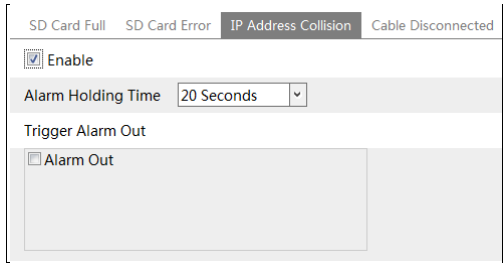 SD Card Full SD Card Error IP Address Collision Cable Disconnected
Enable
Alarm Holding Time 20 Seconds
Trigger Alarm Out
Alarm Out